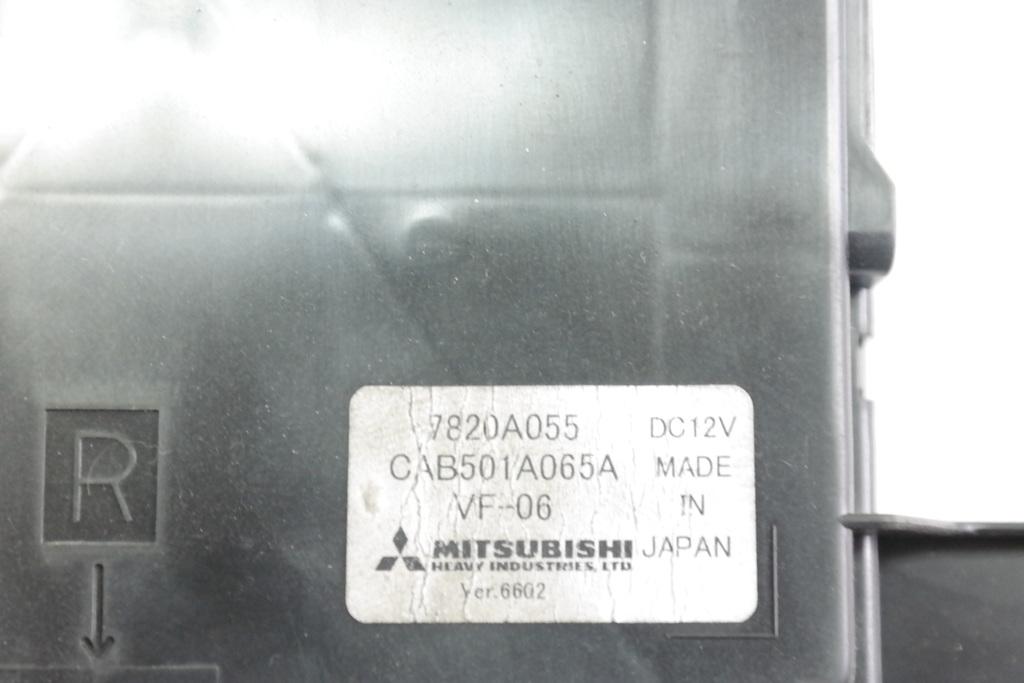 7820A055 DC12V
CAB501A065A MADE
VF-06 IN
MITSUBISHI JAPAN
HEAVY INDUSTRIES, LTD.
Ver.6602
R